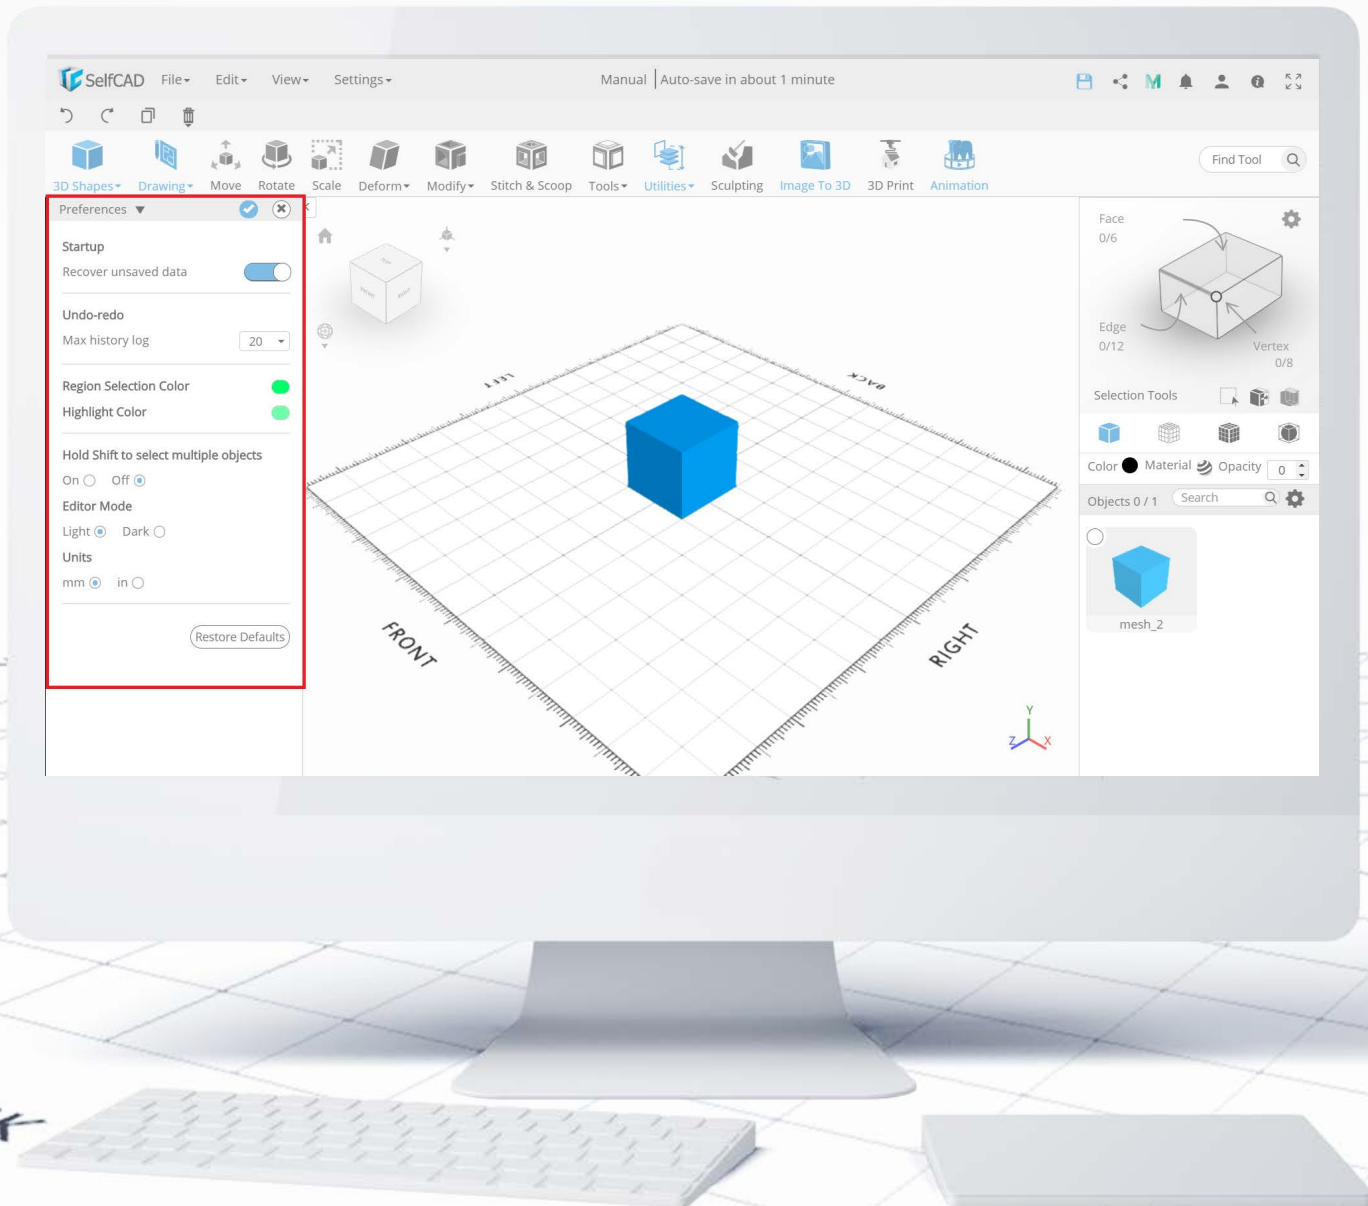 SelfCAD File Edit View Settings Manual | Auto-save in about 1 minute
3D Shapes Drawing Move Rotate Scale Deform Modify Stitch & Scoop Tools Utilities Sculpting Image To 3D 3D Print Animation Find Tool
Preferences
Startup
Recover unsaved data
Undo-redo
Max history log 20
Region Selection Color
Highlight Color
Hold Shift to select multiple objects
On Off
Editor Mode
Light Dark
Units
mm in
Restore Defaults
TOP
FRONT RIGHT
LEFT
BACK
FRONT
RIGHT
Y
Z X
Face
0/6
Edge
0/12
Vertex
0/8
Selection Tools
Color Material Opacity 0
Objects 0 / 1 Search
mesh_2